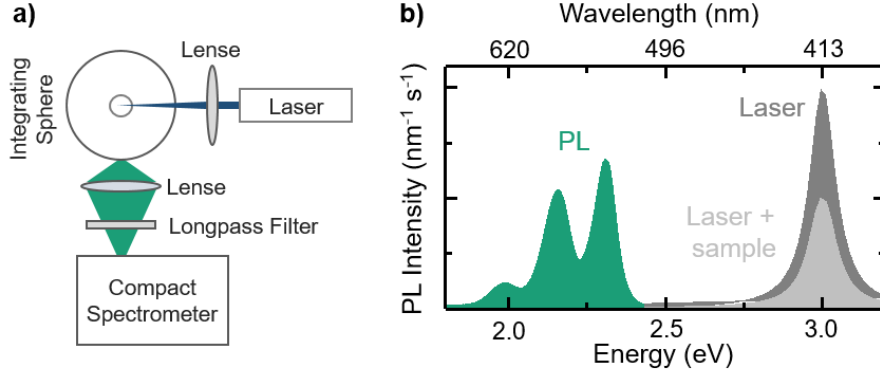 a)
Lense
Integrating
Sphere
Laser
Lense
Longpass Filter
Compact
Spectrometer
b)
Wavelength (nm)
620 496 413
PL Intensity (nm⁻¹ s⁻¹)
PL
Laser
Laser +
sample
2.0 2.5 3.0
Energy (eV)